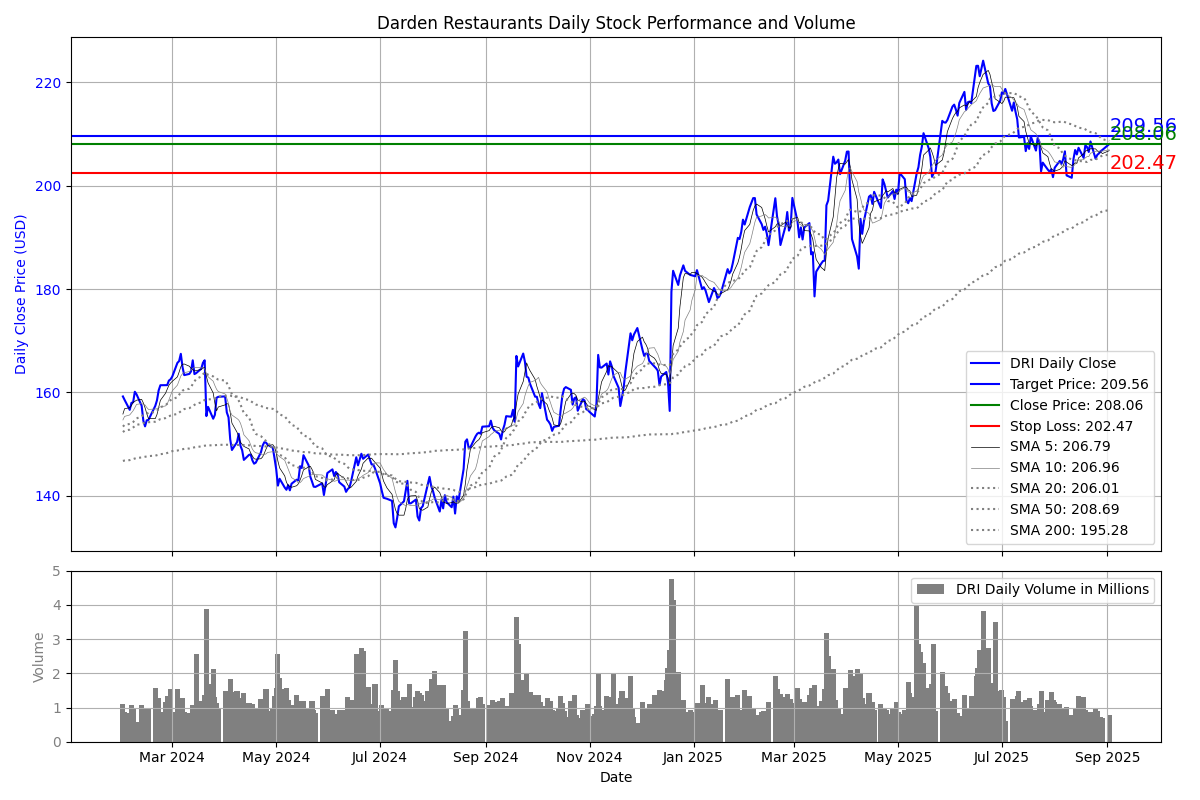 Darden Restaurants Daily Stock Performance and Volume
Daily Close Price (USD)
220
200
180
160
140
209.56
208.06
202.47
DRI Daily Close
Target Price: 209.56
Close Price: 208.06
Stop Loss: 202.47
SMA 5: 206.79
SMA 10: 206.96
SMA 20: 206.01
SMA 50: 208.69
SMA 200: 195.28
Volume
5
4
3
2
1
0
DRI Daily Volume in Millions
Mar 2024 May 2024 Jul 2024 Sep 2024 Nov 2024 Jan 2025 Mar 2025 May 2025 Jul 2025 Sep 2025
Date